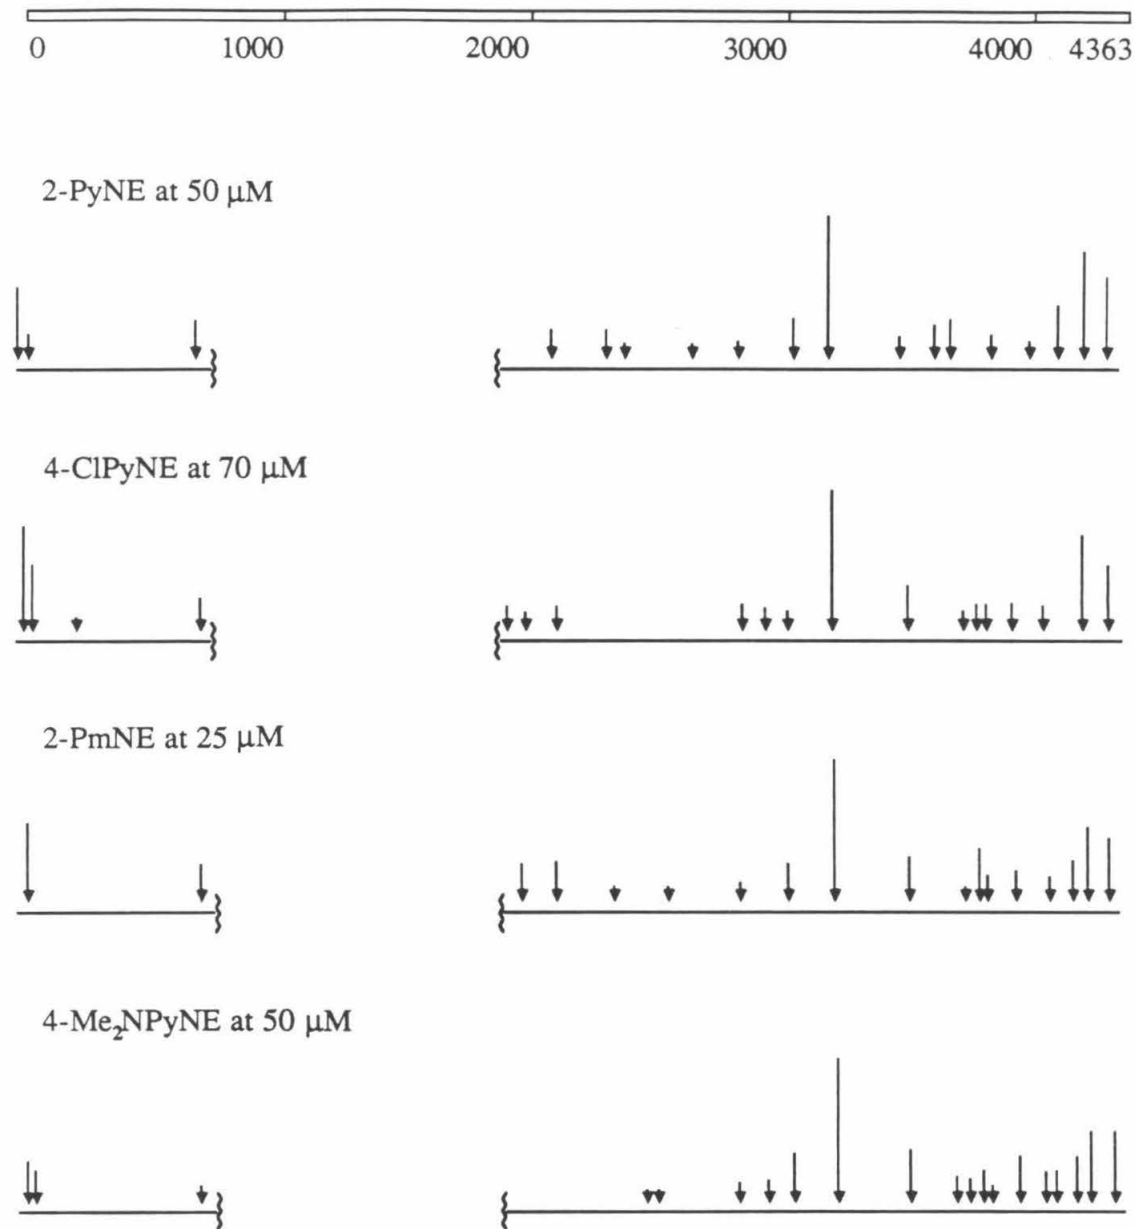 0 1000 2000 3000 4000 4363
2-PyNE at 50 μM
4-ClPyNE at 70 μM
2-PmNE at 25 μM
4-Me₂NPyNE at 50 μM